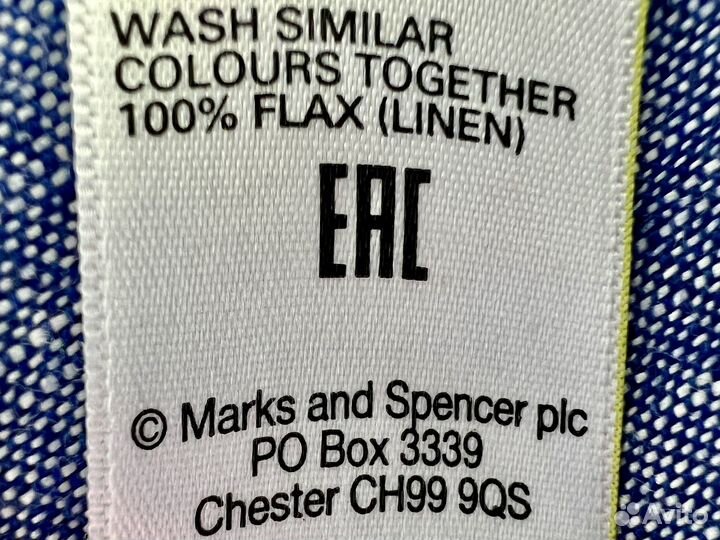 WASH SIMILAR
COLOURS TOGETHER
100% FLAX (LINEN)
EAC
© Marks and Spencer plc
PO Box 3339
Chester CH99 9QS
Avito